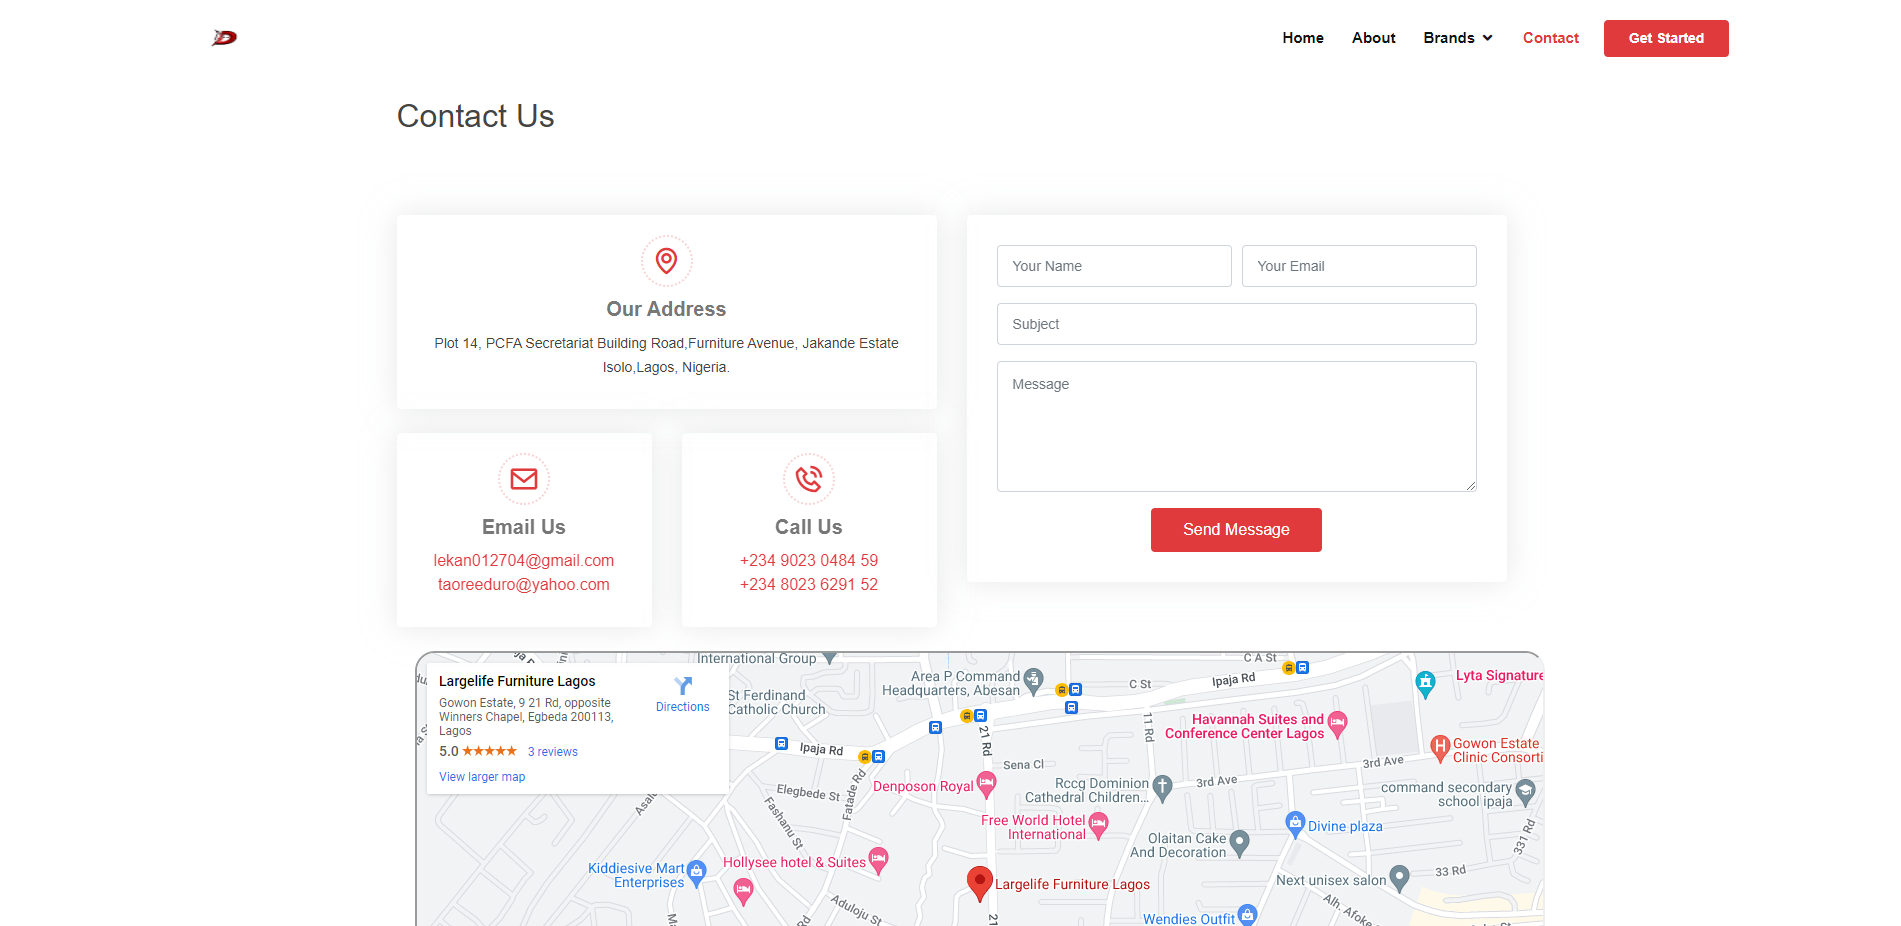 Home
About
Brands
Contact
Get Started
Contact Us
Our Address
Plot 14, PCFA Secretariat Building Road,Furniture Avenue, Jakande Estate
Isolo,Lagos, Nigeria.
Email Us
lekan012704@gmail.com
taoreeduro@yahoo.com
Call Us
+234 9023 0484 59
+234 8023 6291 52
Your Name
Your Email
Subject
Message
Send Message
Largelife Furniture Lagos
Gowon Estate, 9 21 Rd, opposite
Winners Chapel, Egbeda 200113,
Lagos
5.0
3 reviews
View larger map
Directions
International Group
St Ferdinand
Catholic Church
Area P Command
Headquarters, Abesan
C A St
C St
Ipaja Rd
Lyta Signature
Havannah Suites and
Conference Center Lagos
11 Rd
21 Rd
Ipaja Rd
Gowon Estate
Clinic Consorti
Sena Cl
3rd Ave
3rd Ave
Denposon Royal
Rccg Dominion
Cathedral Children...
command secondary
school ipaja
Elegbede St
Fatade Rd
Fashanu St
Free World Hotel
International
Divine plaza
331 Rd
Olaitan Cake
And Decoration
Hollysee hotel & Suites
Kiddiesive Mart
Enterprises
Largelife Furniture Lagos
Next unisex salon
33 Rd
Aduloju St
Wendies Outfit
Alh. Afoke